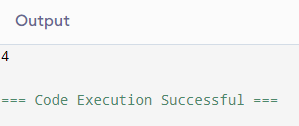 Output
4
=== Code Execution Successful ===